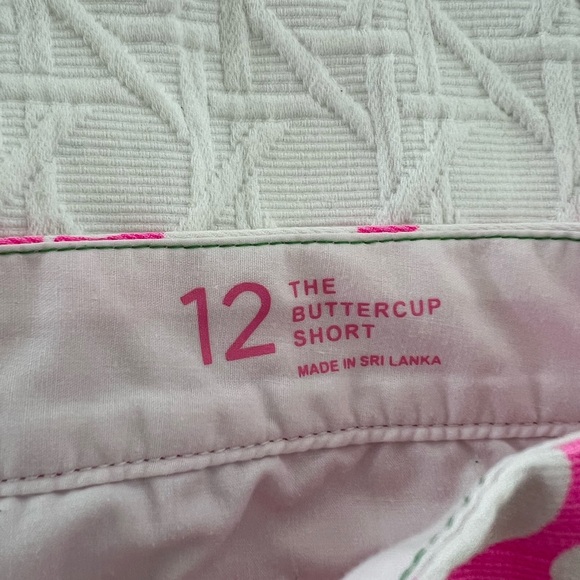 12
THE
BUTTERCUP
SHORT
MADE IN SRI LANKA